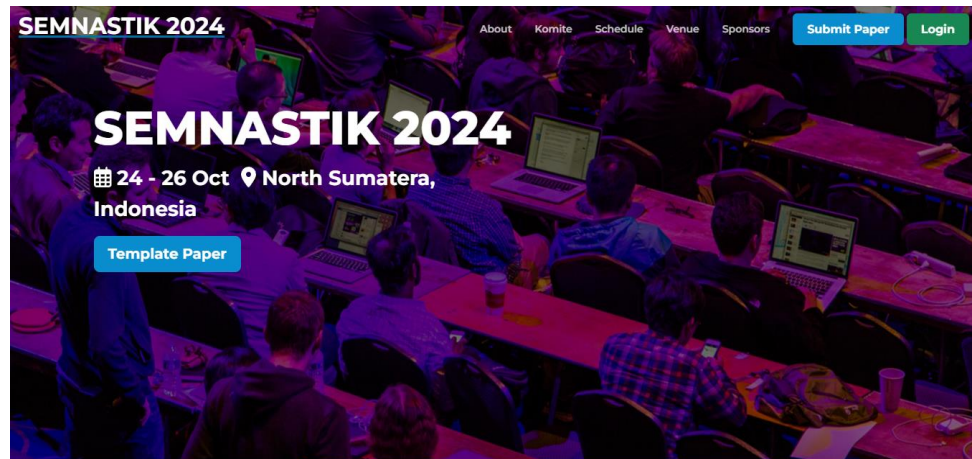 SEMNASTIK 2024
About Komite Schedule Venue Sponsors Submit Paper Login
SEMNASTIK 2024
24 - 26 Oct North Sumatera,
Indonesia
Template Paper